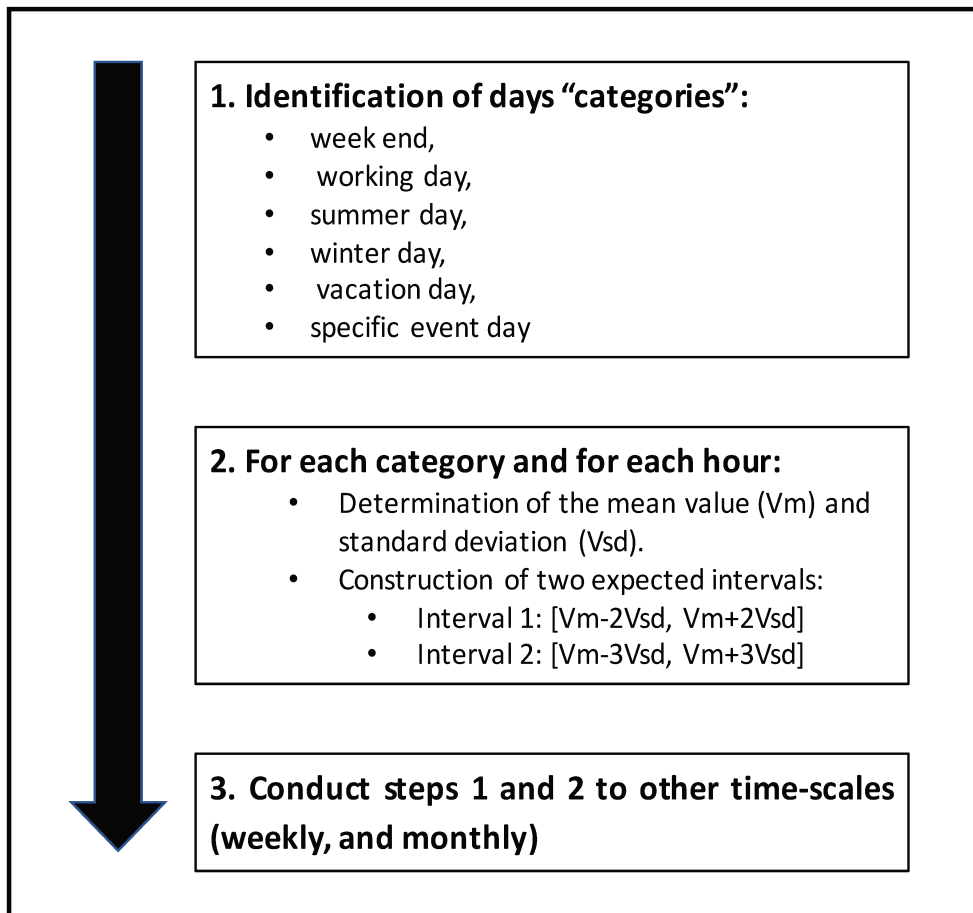 1. Identification of days “categories”:
• week end,
• working day,
• summer day,
• winter day,
• vacation day,
• specific event day
2. For each category and for each hour:
• Determination of the mean value (Vm) and
standard deviation (Vsd).
• Construction of two expected intervals:
• Interval 1: [Vm-2Vsd, Vm+2Vsd]
• Interval 2: [Vm-3Vsd, Vm+3Vsd]
3. Conduct steps 1 and 2 to other time-scales
(weekly, and monthly)